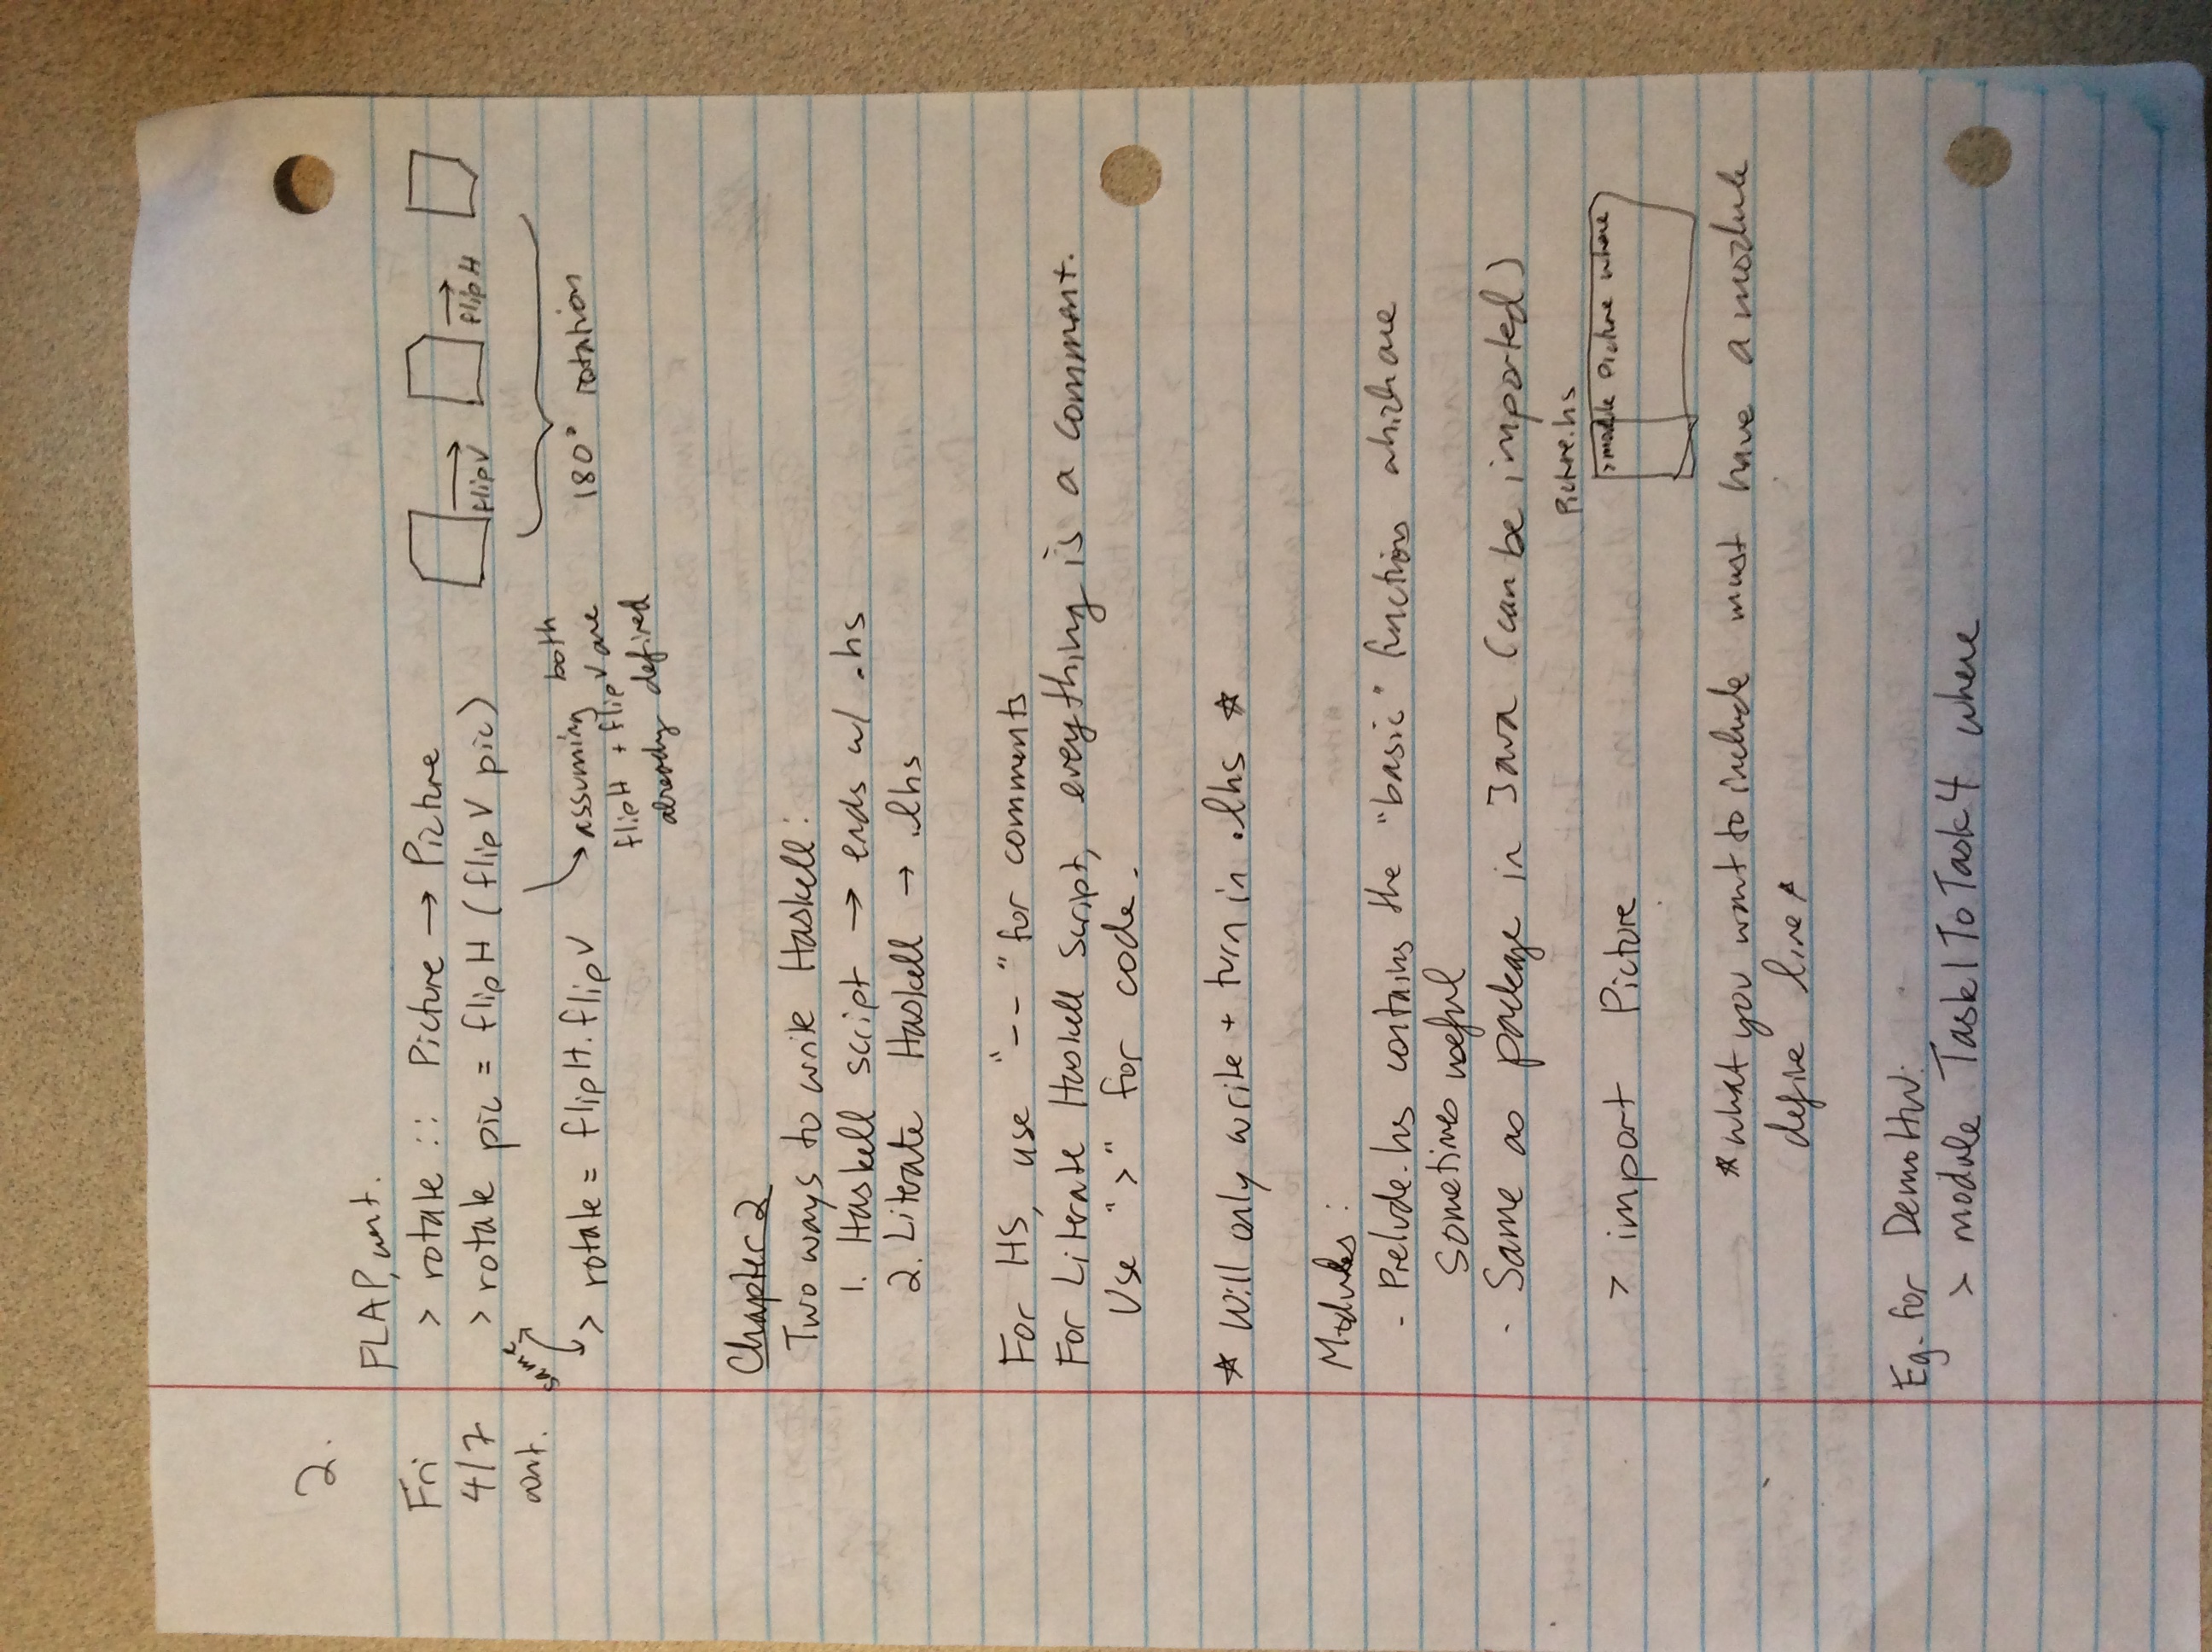 2.
FLAP, cont.
Fri
4/7
cont.
> rotate :: Picture → Picture
> rotate pic = flipH (flipV pic)
same
> rotate = flipH.flipV
assuming both
flipH + flipV are
already defined
flipV
flipH
180° rotation
Chapter 2
Two ways to write Haskell:
1. Haskell script → ends w/ .hs
2. Literate Haskell → .lhs
For HS, use "--" for comments
For Literate Haskell Script, everything is a comment.
Use ">" for code.
☆ Will only write + turn in .lhs ☆
Modules:
- Prelude.hs contains the "basic" functions which are
sometimes useful
- Same as package in Java (can be imported)
Picture.hs
>module Picture where
> import Picture
*what you want to include must have a module
define line*
Eg. for DemoHW:
> module Task1ToTask4 where